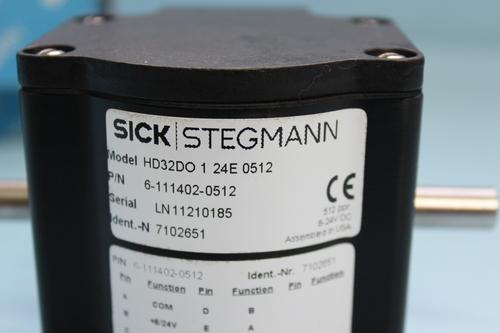 SICK|STEGMANN
Model HD32DO 1 24E 0512
P/N 6-111402-0512
Serial LN11210185
Ident.-N 7102651
CE
512 ppr
8-24V DC
Assembled in USA
P/N 6-111402-0512 Ident.-Nr. 7102651
Pin Function Pin Function Pin Function
A COM D B
B +8/24V E A